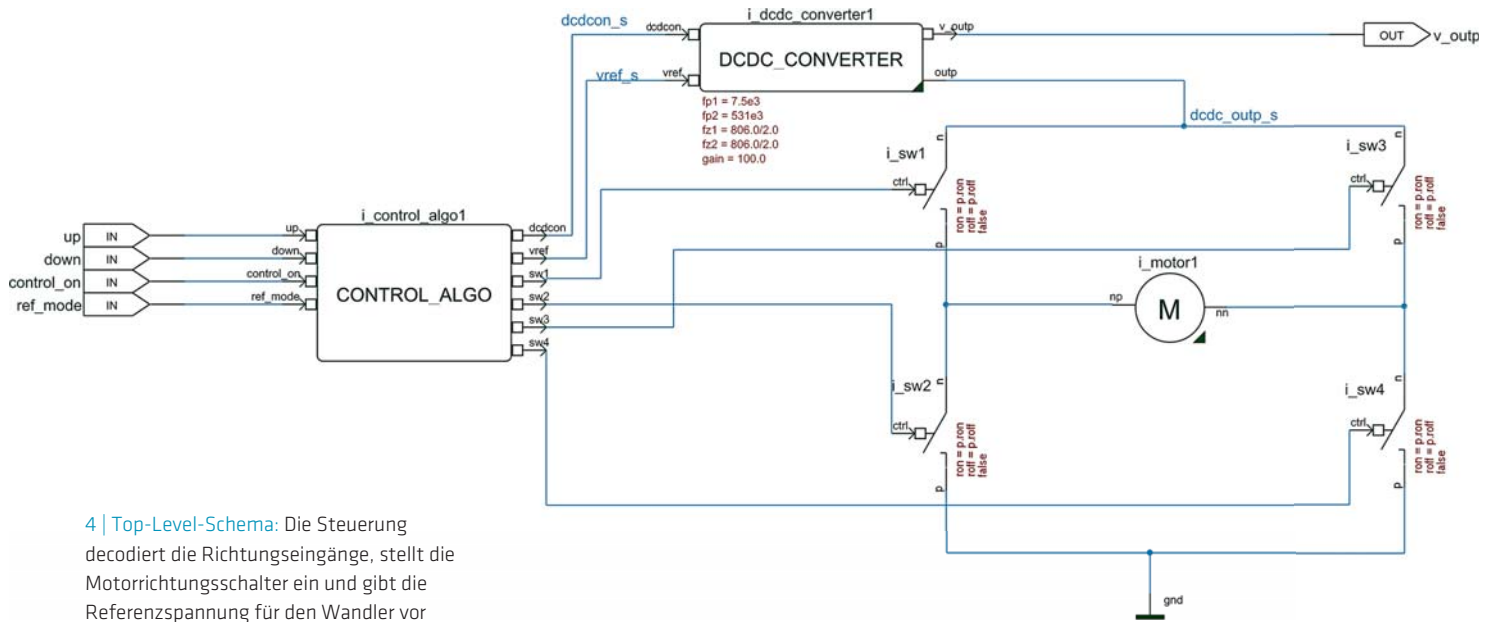 i_dcdc_converter1
dcdcon_s
dcdcon
v_outp
OUT
v_outp
DCDC_CONVERTER
vref_s
vref
outp
fp1 = 7.5e3
fp2 = 531e3
fz1 = 806.0/2.0
fz2 = 806.0/2.0
gain = 100.0
dcdc_outp_s
i_sw1
n
ctrl
ron = p.ron
roff = p.roff
false
p
i_sw3
n
ctrl
ron = p.ron
roff = p.roff
false
p
i_control_algo1
up
IN
up
down
IN
down
control_on
IN
control_on
ref_mode
IN
ref_mode
CONTROL_ALGO
dcdcon
vref
sw1
sw2
sw3
sw4
i_motor1
np
M
nn
i_sw2
n
ctrl
ron = p.ron
roff = p.roff
false
p
i_sw4
n
ctrl
ron = p.ron
roff = p.roff
false
p
gnd
4 | Top-Level-Schema: Die Steuerung
decodiert die Richtungseingänge, stellt die
Motorrichtungsschalter ein und gibt die
Referenzspannung für den Wandler vor